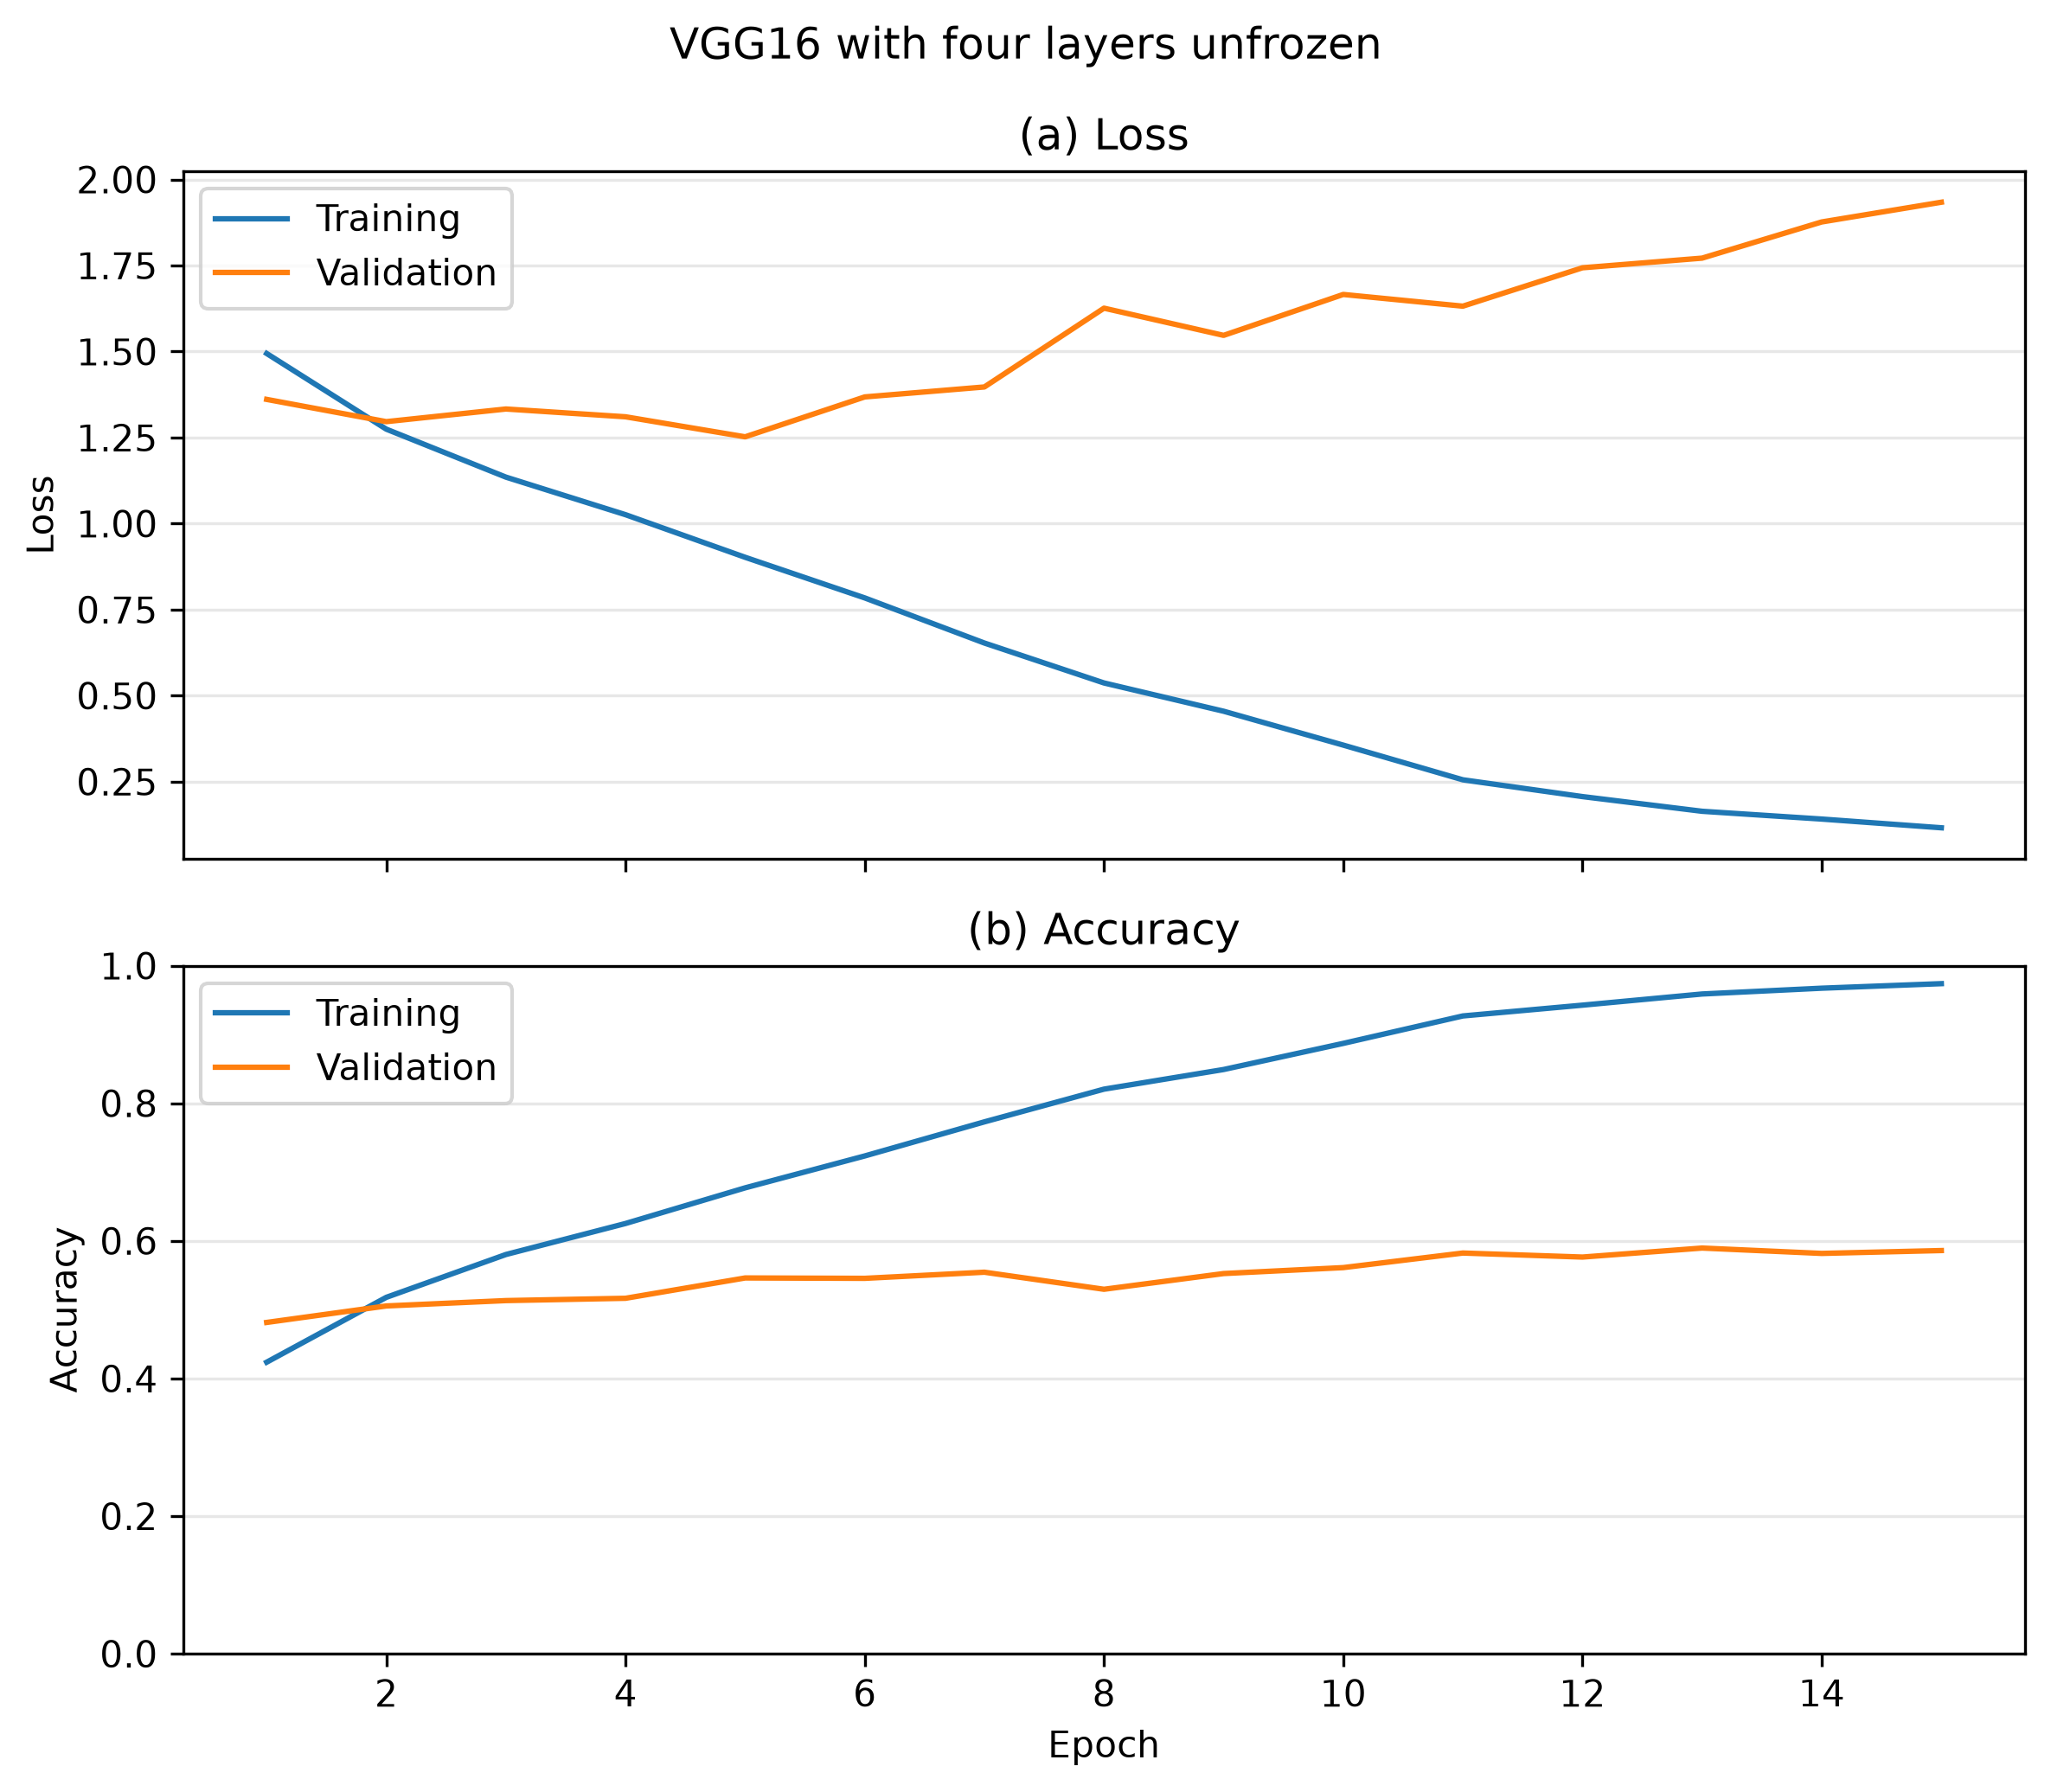 VGG16 with four layers unfrozen
(a) Loss
2.00
1.75
1.50
1.25
1.00
0.75
0.50
0.25
Loss
Training
Validation
(b) Accuracy
1.0
0.8
0.6
0.4
0.2
0.0
Accuracy
Training
Validation
2 4 6 8 10 12 14
Epoch